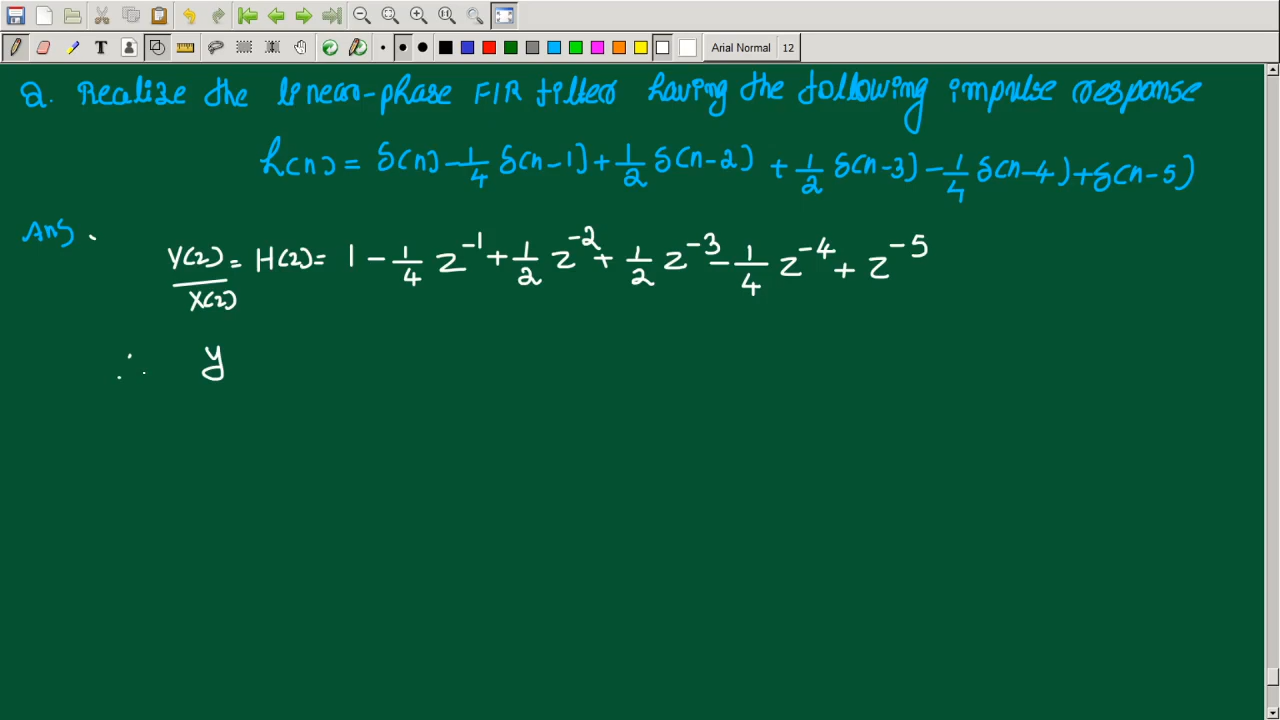 Arial Normal 12
Q. Realize the linear-phase FIR filter having the following impulse response
h(n) = δ(n) - 1/4 δ(n-1) + 1/2 δ(n-2) + 1/2 δ(n-3) - 1/4 δ(n-4) + δ(n-5)
Ans.
Y(z)/X(z) = H(z) = 1 - 1/4 z^-1 + 1/2 z^-2 + 1/2 z^-3 - 1/4 z^-4 + z^-5
∴ y